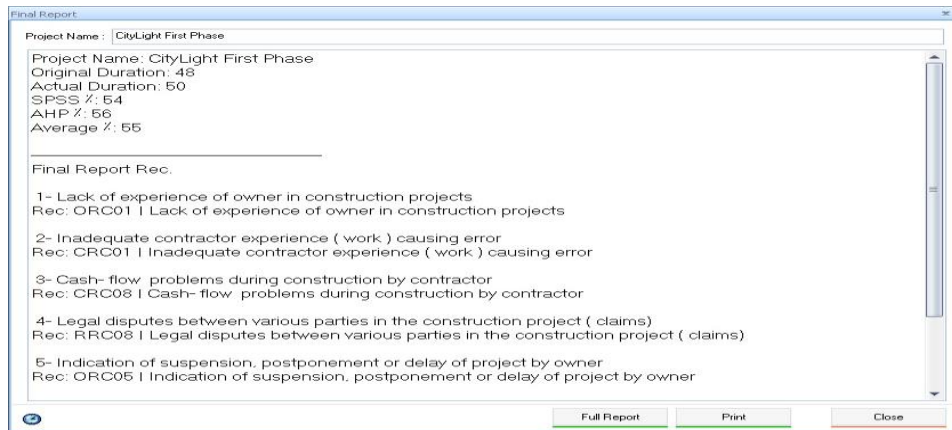 Final Report
Project Name : CityLight First Phase
Project Name: CityLight First Phase
Original Duration: 48
Actual Duration: 50
SPSS %: 54
AHP %: 56
Average %: 55
Final Report Rec.
1- Lack of experience of owner in construction projects
Rec: ORC01 | Lack of experience of owner in construction projects
2- Inadequate contractor experience ( work ) causing error
Rec: CRC01 | Inadequate contractor experience ( work ) causing error
3- Cash- flow problems during construction by contractor
Rec: CRC08 | Cash- flow problems during construction by contractor
4- Legal disputes between various parties in the construction project ( claims)
Rec: RRC08 | Legal disputes between various parties in the construction project ( claims)
5- Indication of suspension, postponement or delay of project by owner
Rec: ORC05 | Indication of suspension, postponement or delay of project by owner
Full Report Print Close